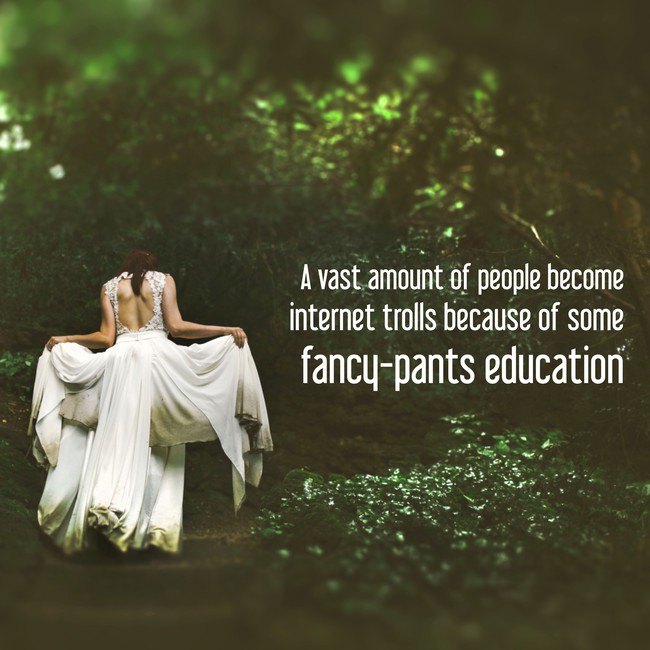 A vast amount of people become
internet trolls because of some
fancy-pants education